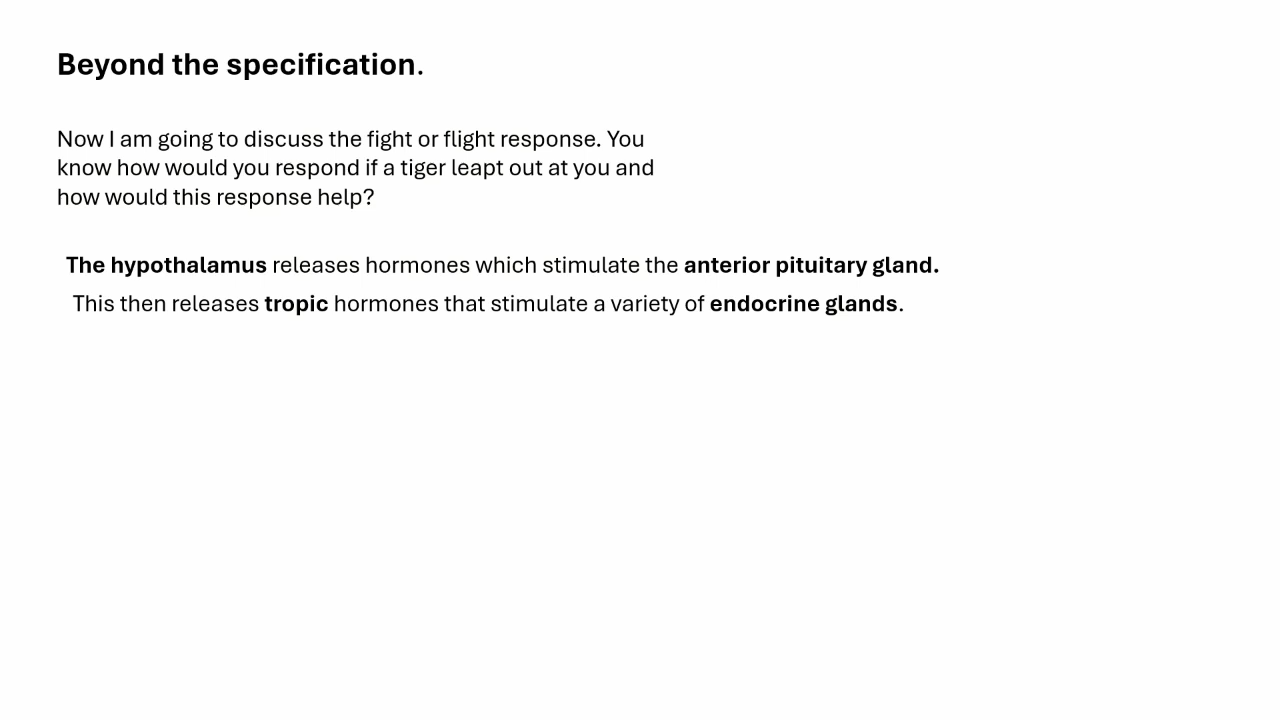 Beyond the specification.
Now I am going to discuss the fight or flight response. You
know how would you respond if a tiger leapt out at you and
how would this response help?
The hypothalamus releases hormones which stimulate the anterior pituitary gland.
This then releases tropic hormones that stimulate a variety of endocrine glands.